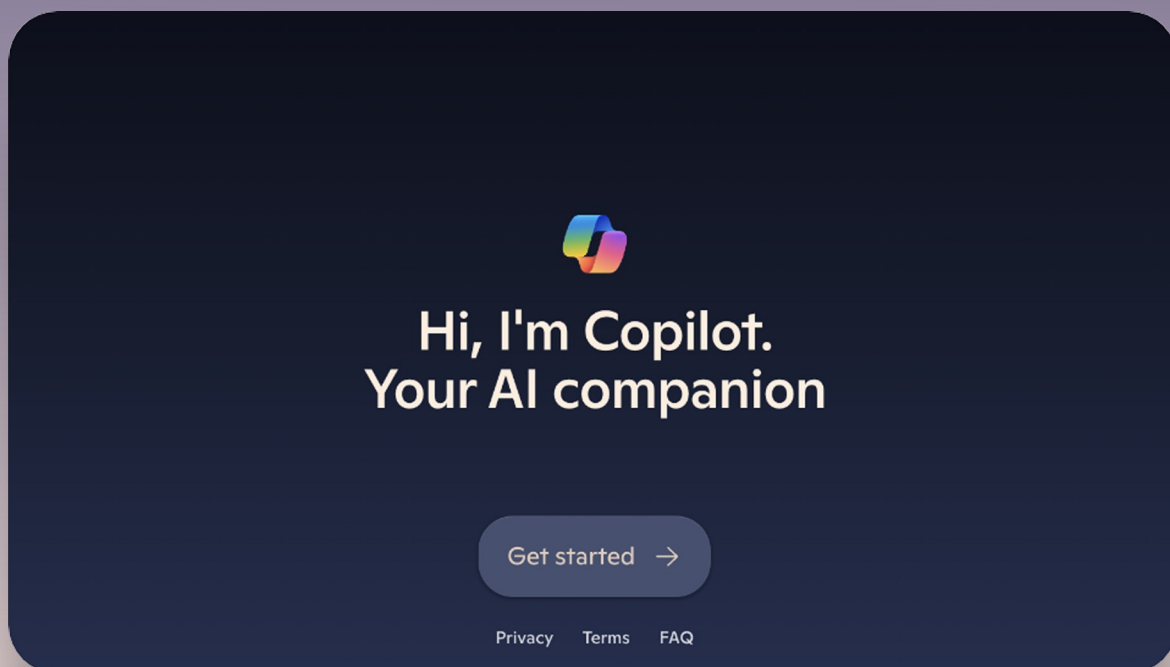 Hi, I'm Copilot.
Your AI companion
Get started
Privacy Terms FAQ